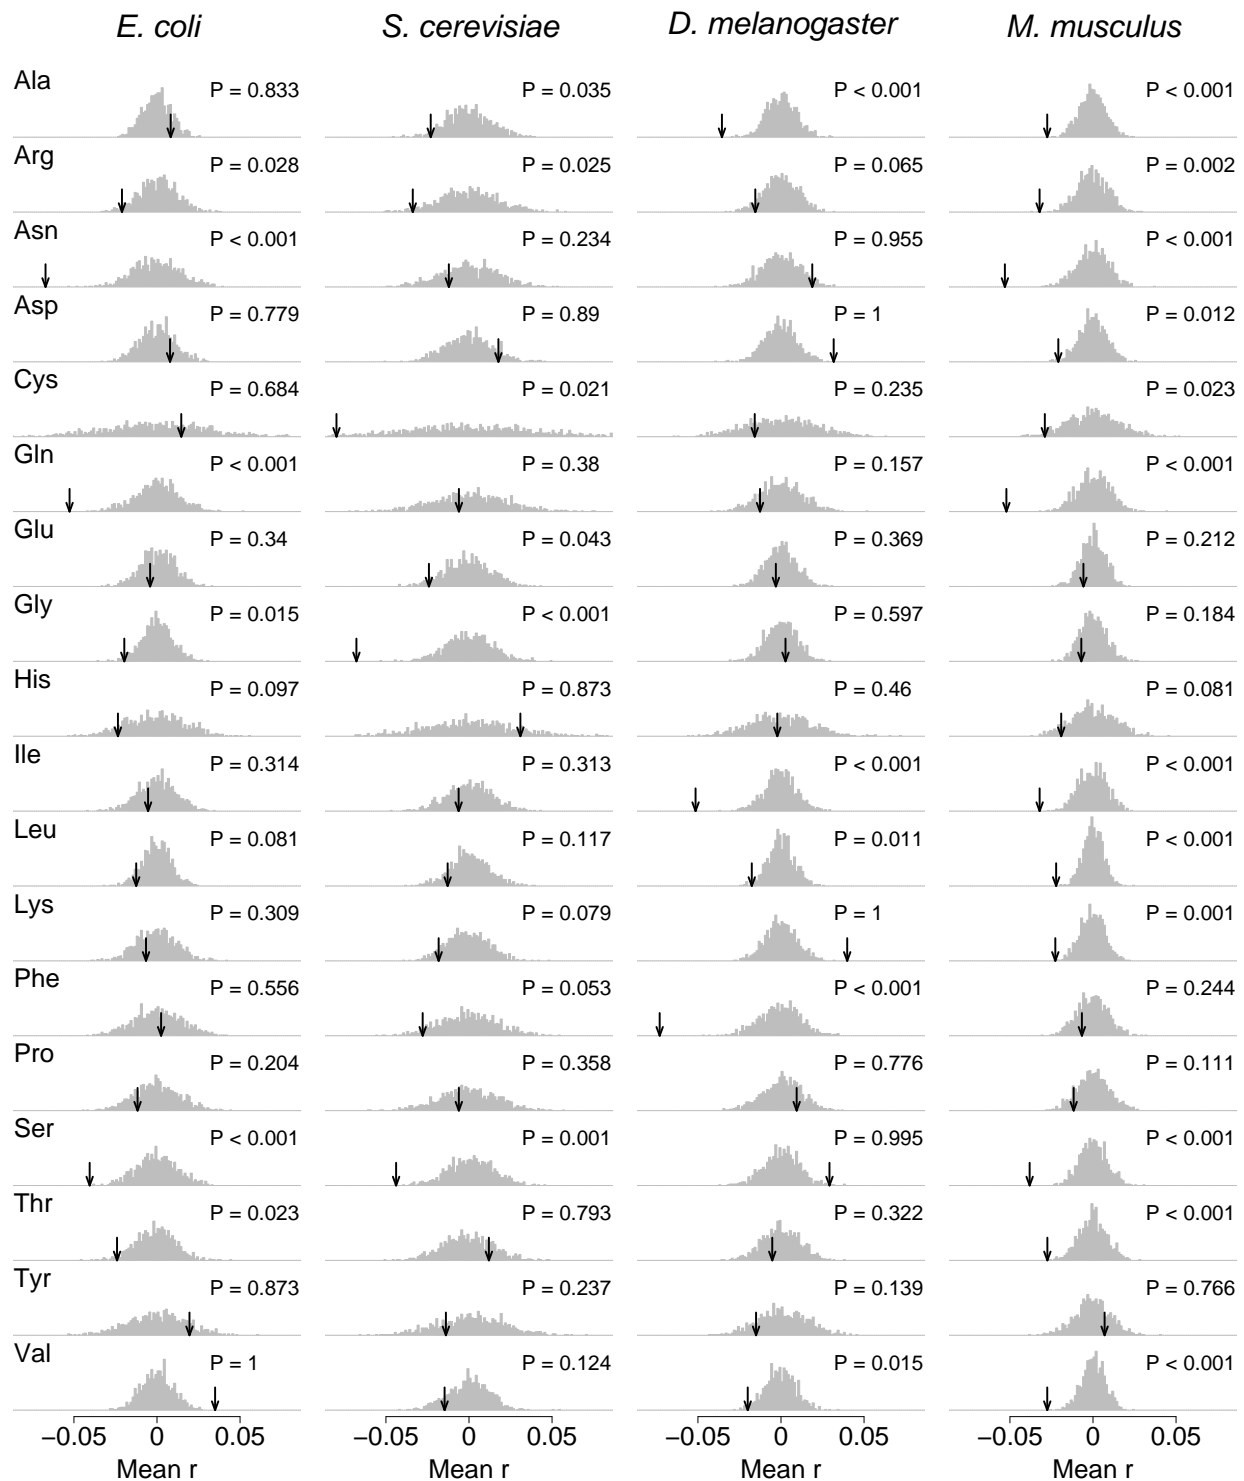 E. coli S. cerevisiae D. melanogaster M. musculus
Ala P = 0.833 P = 0.035 P < 0.001 P < 0.001
Arg P = 0.028 P = 0.025 P = 0.065 P = 0.002
Asn P < 0.001 P = 0.234 P = 0.955 P < 0.001
Asp P = 0.779 P = 0.89 P = 1 P = 0.012
Cys P = 0.684 P = 0.021 P = 0.235 P = 0.023
Gln P < 0.001 P = 0.38 P = 0.157 P < 0.001
Glu P = 0.34 P = 0.043 P = 0.369 P = 0.212
Gly P = 0.015 P < 0.001 P = 0.597 P = 0.184
His P = 0.097 P = 0.873 P = 0.46 P = 0.081
Ile P = 0.314 P = 0.313 P < 0.001 P < 0.001
Leu P = 0.081 P = 0.117 P = 0.011 P < 0.001
Lys P = 0.309 P = 0.079 P = 1 P = 0.001
Phe P = 0.556 P = 0.053 P < 0.001 P = 0.244
Pro P = 0.204 P = 0.358 P = 0.776 P = 0.111
Ser P < 0.001 P = 0.001 P = 0.995 P < 0.001
Thr P = 0.023 P = 0.793 P = 0.322 P < 0.001
Tyr P = 0.873 P = 0.237 P = 0.139 P = 0.766
Val P = 1 P = 0.124 P = 0.015 P < 0.001
−0.05 0 0.05 −0.05 0 0.05 −0.05 0 0.05 −0.05 0 0.05
Mean r Mean r Mean r Mean r